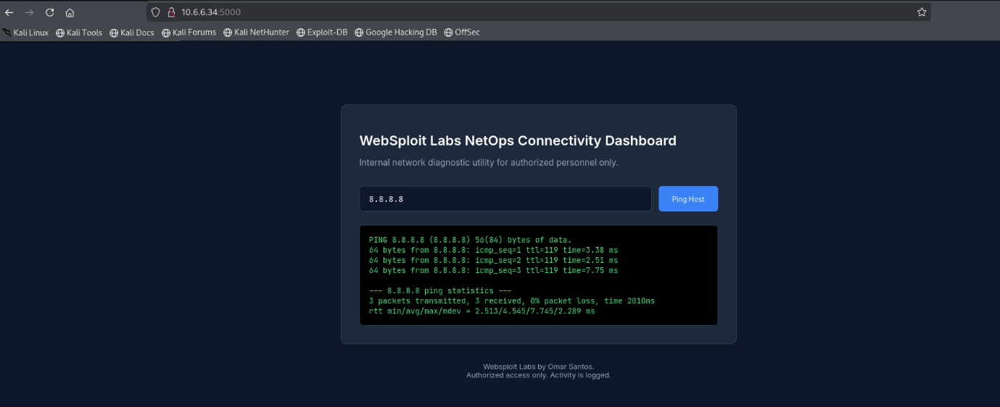 10.6.6.34:5000
Kali Linux Kali Tools Kali Docs Kali Forums Kali NetHunter Exploit-DB Google Hacking DB OffSec
WebSploit Labs NetOps Connectivity Dashboard
Internal network diagnostic utility for authorized personnel only.
8.8.8.8 Ping Host
PING 8.8.8.8 (8.8.8.8) 56(84) bytes of data.
64 bytes from 8.8.8.8: icmp_seq=1 ttl=119 time=3.38 ms
64 bytes from 8.8.8.8: icmp_seq=2 ttl=119 time=2.51 ms
64 bytes from 8.8.8.8: icmp_seq=3 ttl=119 time=7.75 ms
--- 8.8.8.8 ping statistics ---
3 packets transmitted, 3 received, 0% packet loss, time 2010ms
rtt min/avg/max/mdev = 2.513/4.545/7.745/2.289 ms
Websploit Labs by Omar Santos.
Authorized access only. Activity is logged.